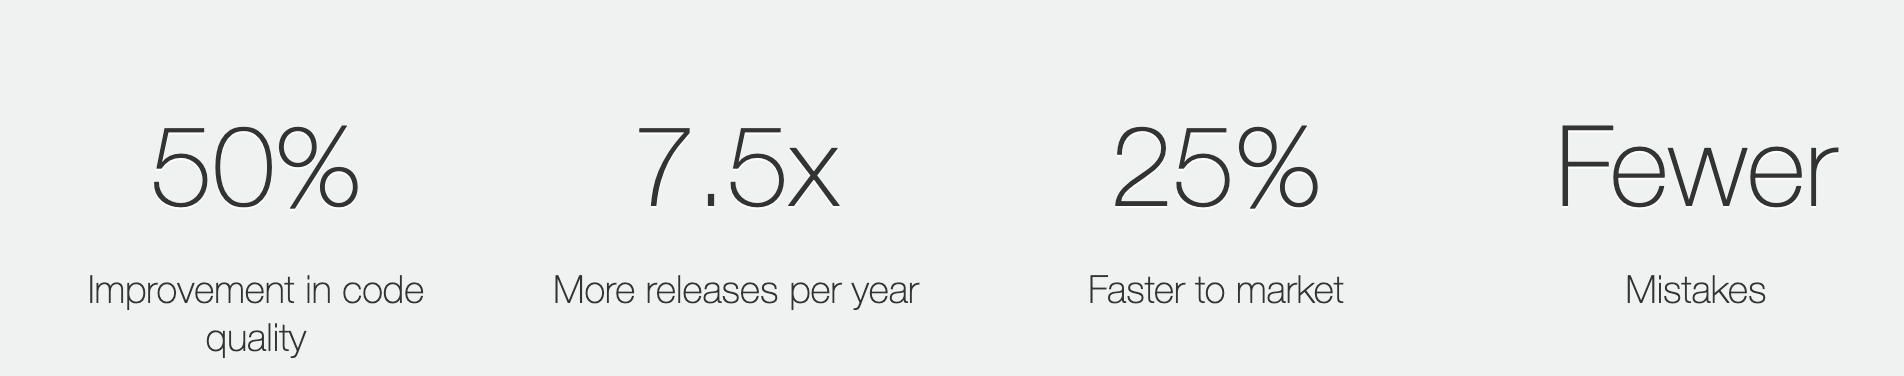 50%
Improvement in code
quality
7.5x
More releases per year
25%
Faster to market
Fewer
Mistakes